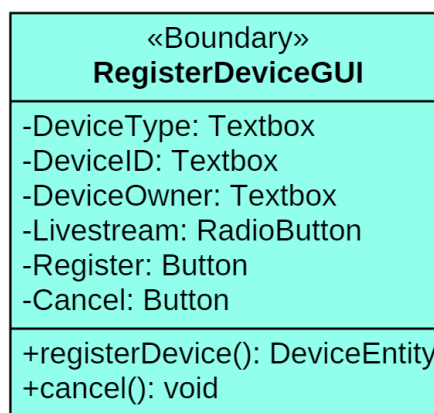 «Boundary»
RegisterDeviceGUI
-DeviceType: Textbox
-DeviceID: Textbox
-DeviceOwner: Textbox
-Livestream: RadioButton
-Register: Button
-Cancel: Button
+registerDevice(): DeviceEntity
+cancel(): void